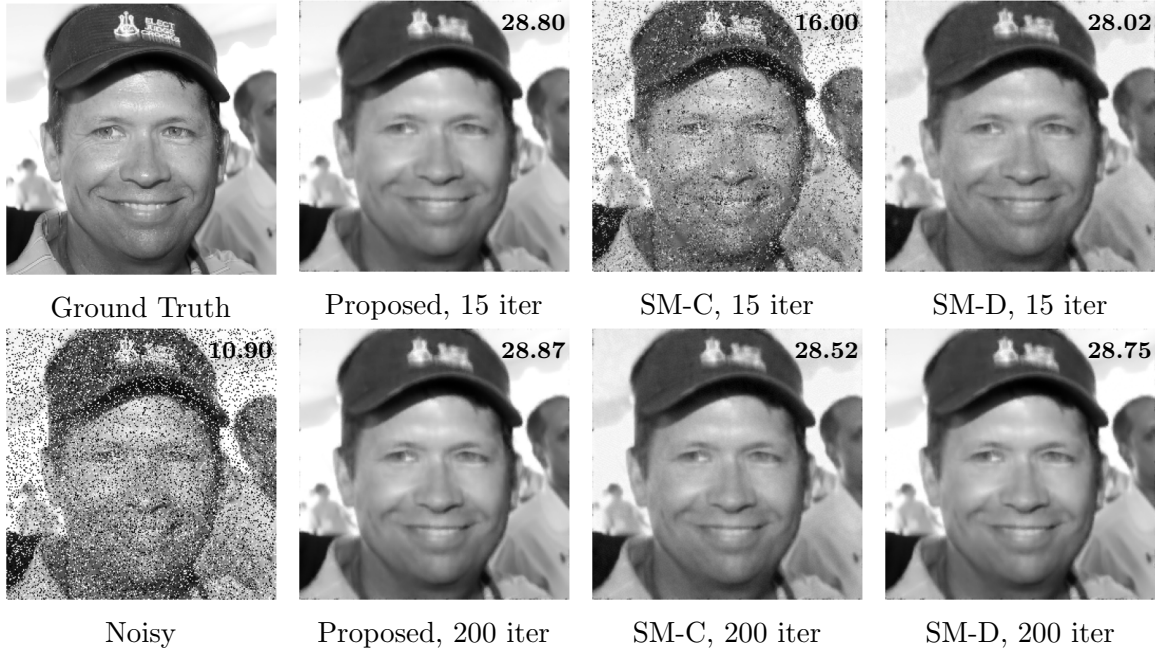 28.80
16.00
28.02
Ground Truth
Proposed, 15 iter
SM-C, 15 iter
SM-D, 15 iter
10.90
28.87
28.52
28.75
Noisy
Proposed, 200 iter
SM-C, 200 iter
SM-D, 200 iter